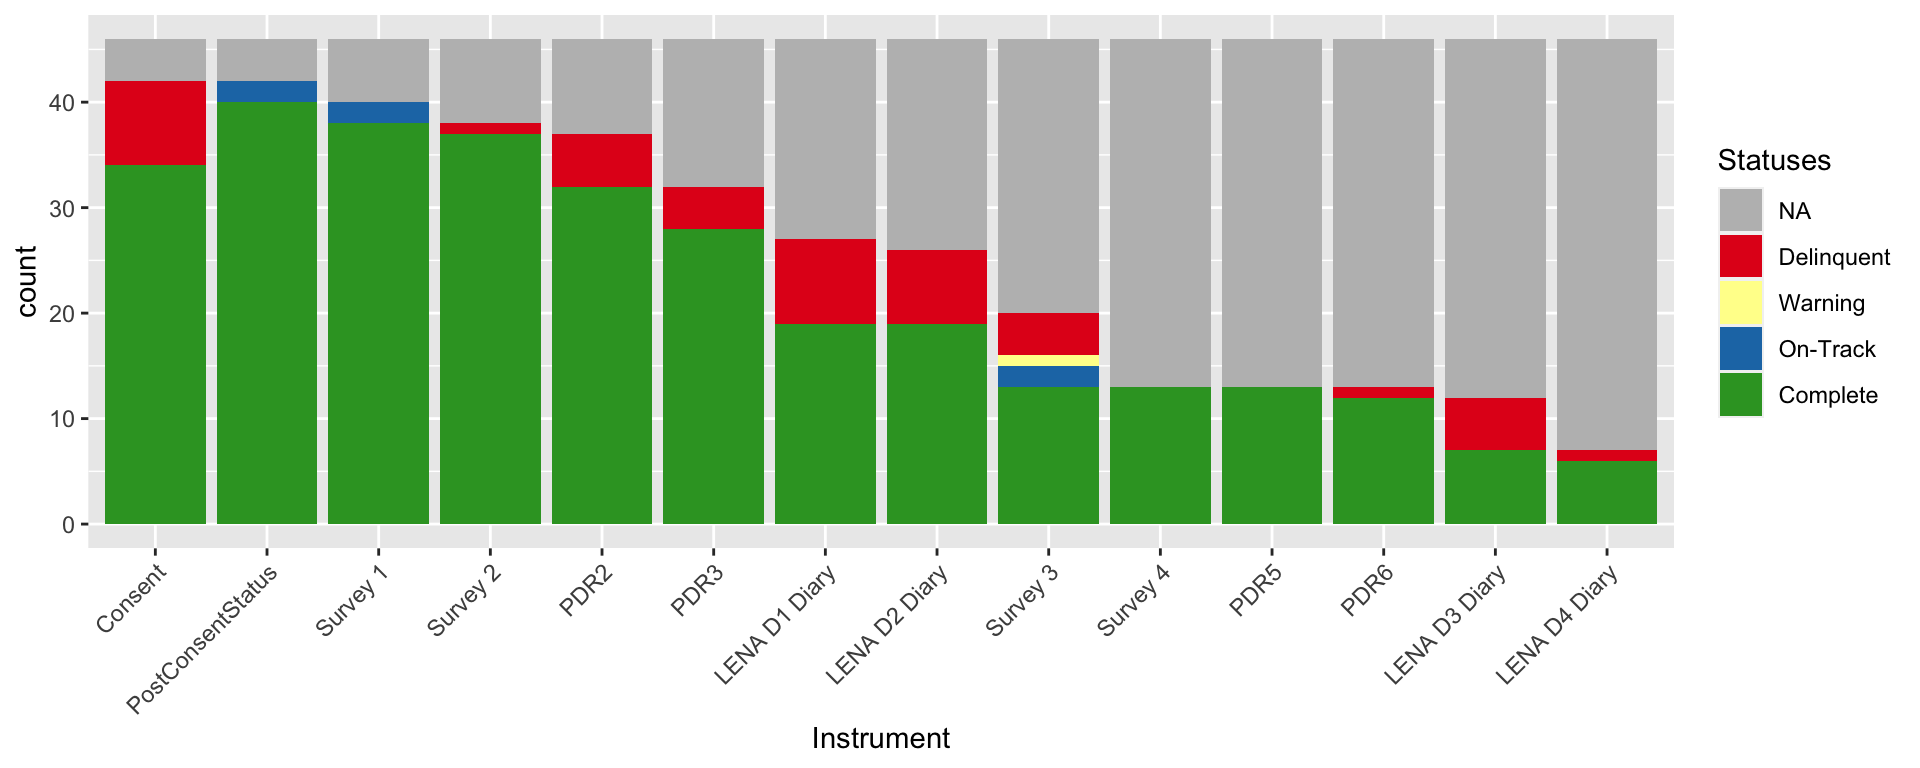 count
40
30
20
10
0
Consent
PostConsentStatus
Survey 1
Survey 2
PDR2
PDR3
LENA D1 Diary
LENA D2 Diary
Survey 3
Survey 4
PDR5
PDR6
LENA D3 Diary
LENA D4 Diary
Instrument
Statuses
NA
Delinquent
Warning
On-Track
Complete